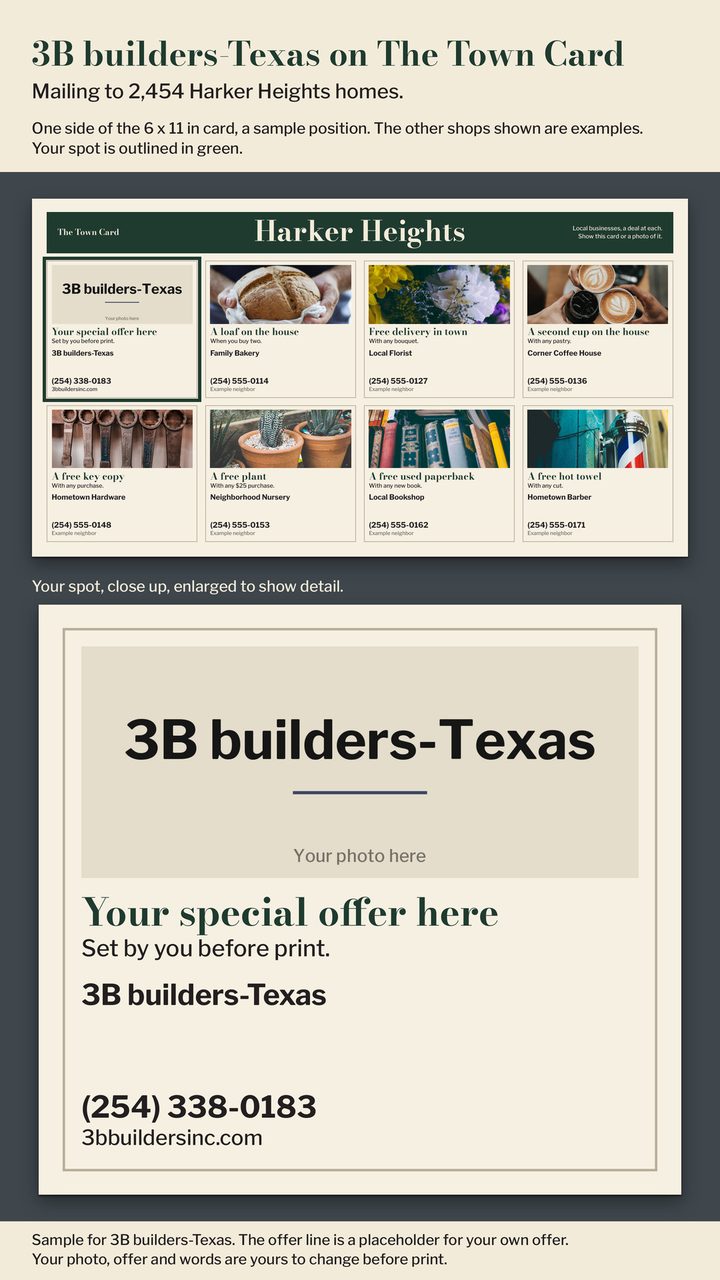 3B builders-Texas on The Town Card
Mailing to 2,454 Harker Heights homes.
One side of the 6 x 11 in card, a sample position. The other shops shown are examples.
Your spot is outlined in green.
The Town Card
Harker Heights
Local businesses, a deal at each.
Show this card or a photo of it.
3B builders-Texas
Your photo here
Your special offer here
Set by you before print.
3B builders-Texas
(254) 338-0183
3bbuildersinc.com
A loaf on the house
When you buy two.
Family Bakery
(254) 555-0114
Example neighbor
Free delivery in town
With any bouquet.
Local Florist
(254) 555-0127
Example neighbor
A second cup on the house
With any pastry.
Corner Coffee House
(254) 555-0136
Example neighbor
A free key copy
With any purchase.
Hometown Hardware
(254) 555-0148
Example neighbor
A free plant
With any $25 purchase.
Neighborhood Nursery
(254) 555-0153
Example neighbor
A free used paperback
With any new book.
Local Bookshop
(254) 555-0162
Example neighbor
A free hot towel
With any cut.
Hometown Barber
(254) 555-0171
Example neighbor
Your spot, close up, enlarged to show detail.
3B builders-Texas
Your photo here
Your special offer here
Set by you before print.
3B builders-Texas
(254) 338-0183
3bbuildersinc.com
Sample for 3B builders-Texas. The offer line is a placeholder for your own offer.
Your photo, offer and words are yours to change before print.